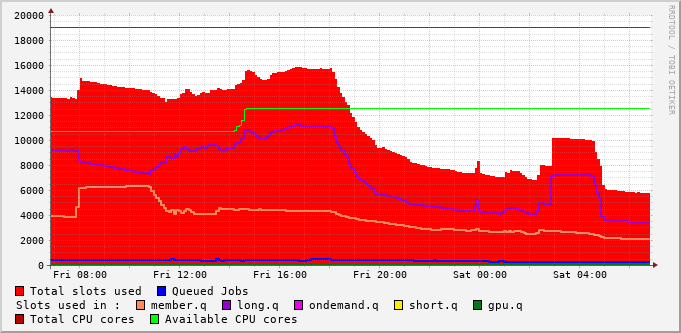 20000
18000
16000
14000
12000
10000
8000
6000
4000
2000
0
Fri 08:00 Fri 12:00 Fri 16:00 Fri 20:00 Sat 00:00 Sat 04:00
RRDTOOL / TOBI OETIKER
Total slots used Queued Jobs
Slots used in : member.q long.q ondemand.q short.q gpu.q
Total CPU cores Available CPU cores